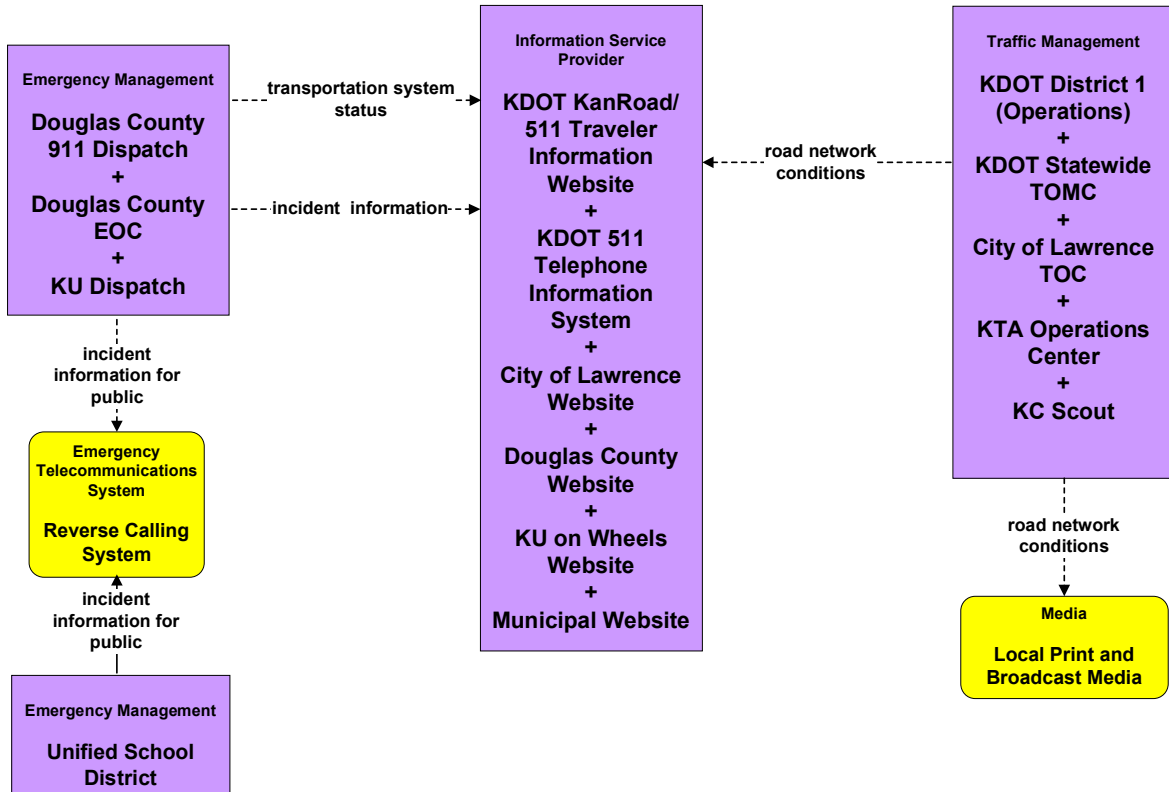 Emergency Management
Douglas County
911 Dispatch
+
Douglas County
EOC
+
KU Dispatch
transportation system
status
incident information
Information Service
Provider
KDOT KanRoad/
511 Traveler
Information
Website
+
KDOT 511
Telephone
Information
System
+
City of Lawrence
Website
+
Douglas County
Website
+
KU on Wheels
Website
+
Municipal Website
road network
conditions
Traffic Management
KDOT District 1
(Operations)
+
KDOT Statewide
TOMC
+
City of Lawrence
TOC
+
KTA Operations
Center
+
KC Scout
incident
information for
public
Emergency
Telecommunications
System
Reverse Calling
System
incident
information for
public
Emergency Management
Unified School
District
road network
conditions
Media
Local Print and
Broadcast Media